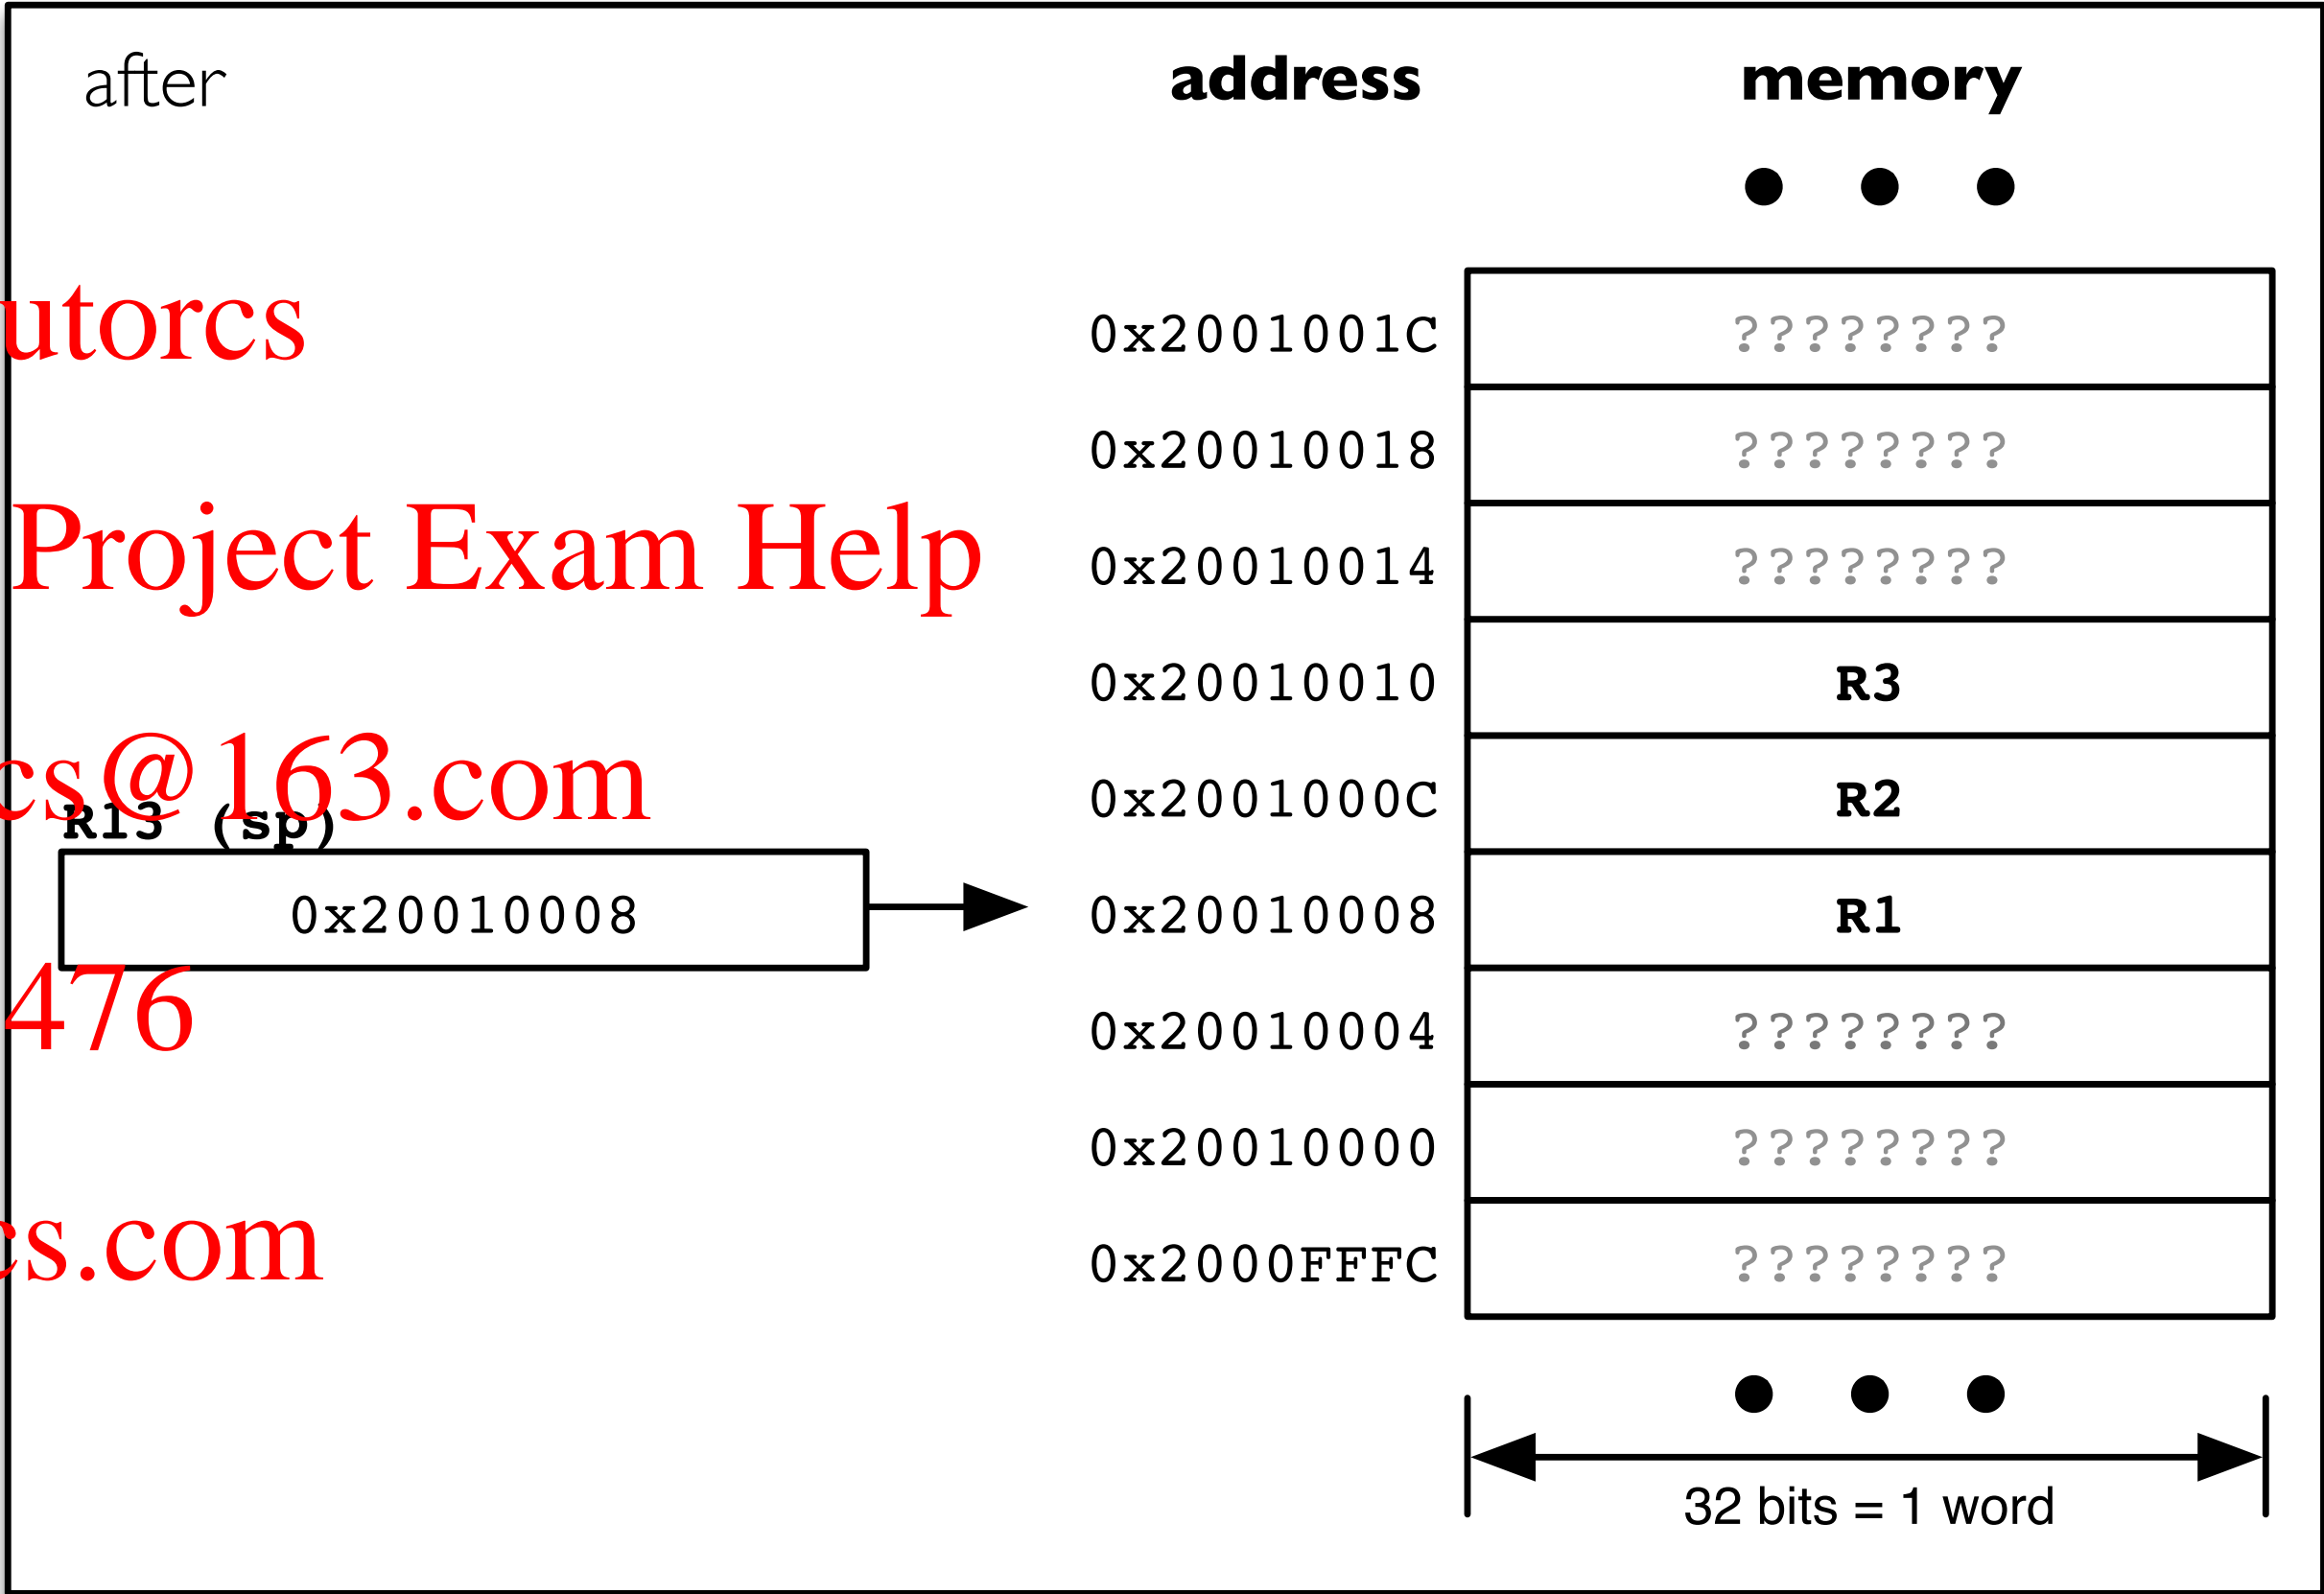 after address memory
utorcs
0x2001001C ????????
0x20010018 ????????
Project Exam Help
0x20010014 ????????
0x20010010 R3
cs@163.com
0x2001000C R2
R13 (sp)
0x20010008 0x20010008 R1
476
0x20010004 ????????
0x20010000 ????????
cs.com
0x2000FFFC ????????
32 bits = 1 word